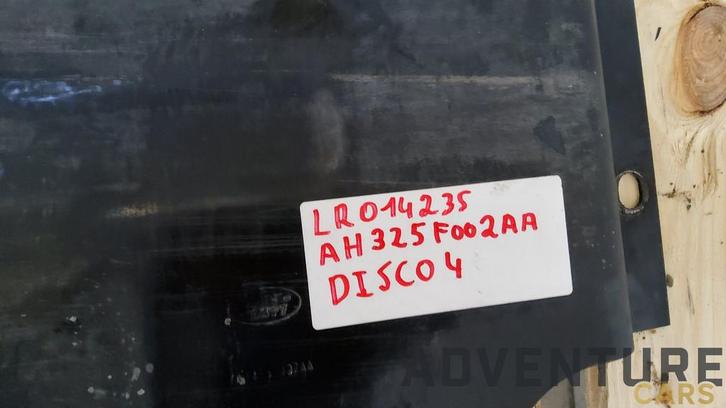 LR014235
AH325F002AA
DISCO4
ADVENTURE
CARS